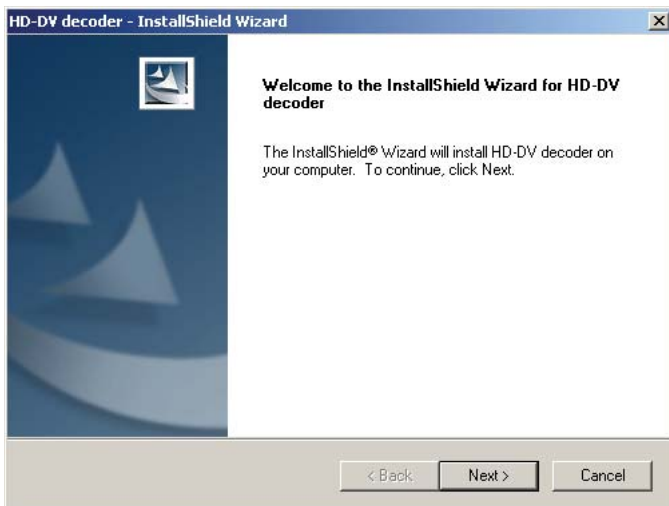 HD-DV decoder - InstallShield Wizard
Welcome to the InstallShield Wizard for HD-DV
decoder
The InstallShield® Wizard will install HD-DV decoder on
your computer.  To continue, click Next.
< Back
Next >
Cancel